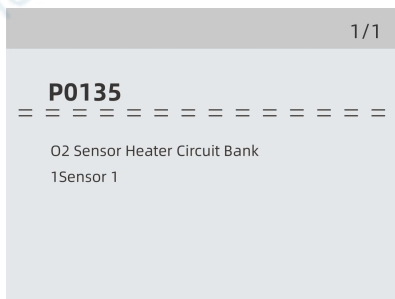 1/1
P0135
= = = = = = = = = = = = = =
O2 Sensor Heater Circuit Bank
1Sensor 1